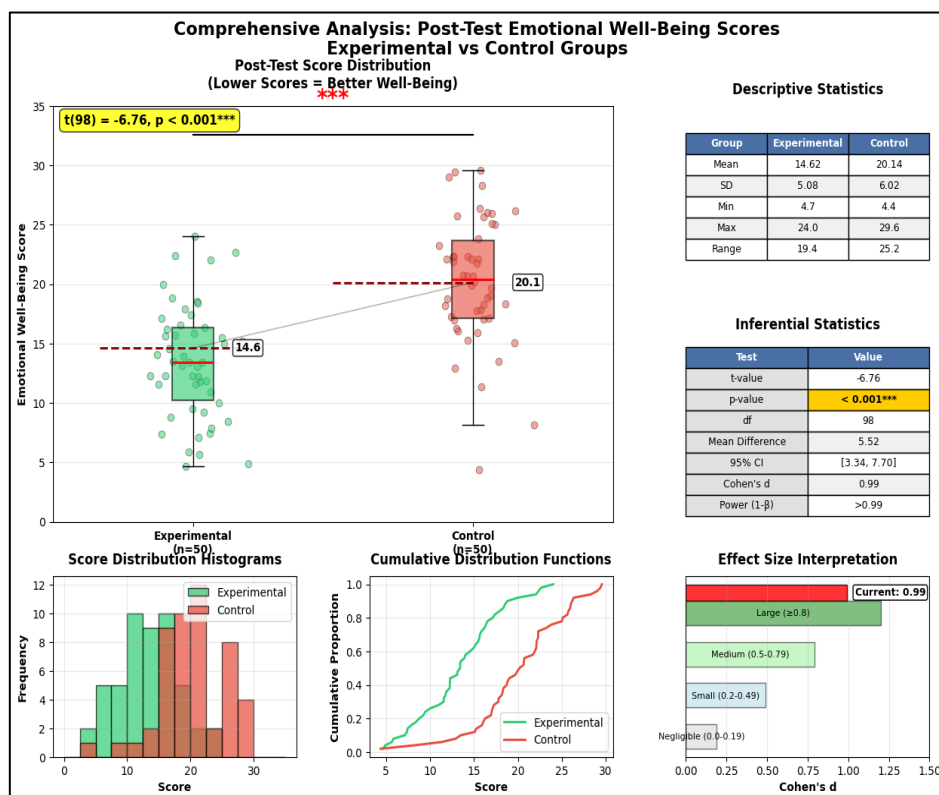 Comprehensive Analysis: Post-Test Emotional Well-Being Scores
Experimental vs Control Groups
Post-Test Score Distribution
(Lower Scores = Better Well-Being)
***
t(98) = -6.76, p < 0.001***
Emotional Well-Being Score
35
30
25
20
15
10
5
0
14.6
20.1
Experimental
(n=50)
Control
(n=50)
Descriptive Statistics
Group Experimental Control
Mean 14.62 20.14
SD 5.08 6.02
Min 4.7 4.4
Max 24.0 29.6
Range 19.4 25.2
Inferential Statistics
Test Value
t-value -6.76
p-value < 0.001***
df 98
Mean Difference 5.52
95% CI [3.34, 7.70]
Cohen's d 0.99
Power (1-β) >0.99
Score Distribution Histograms
Experimental
Control
Frequency
12
10
8
6
4
2
0
0 10 20 30
Score
Cumulative Distribution Functions
Cumulative Proportion
1.0
0.8
0.6
0.4
0.2
0.0
Experimental
Control
5 10 15 20 25 30
Score
Effect Size Interpretation
Current: 0.99
Large (≥0.8)
Medium (0.5-0.79)
Small (0.2-0.49)
Negligible (0.0-0.19)
0.00 0.25 0.50 0.75 1.00 1.25 1.50
Cohen's d